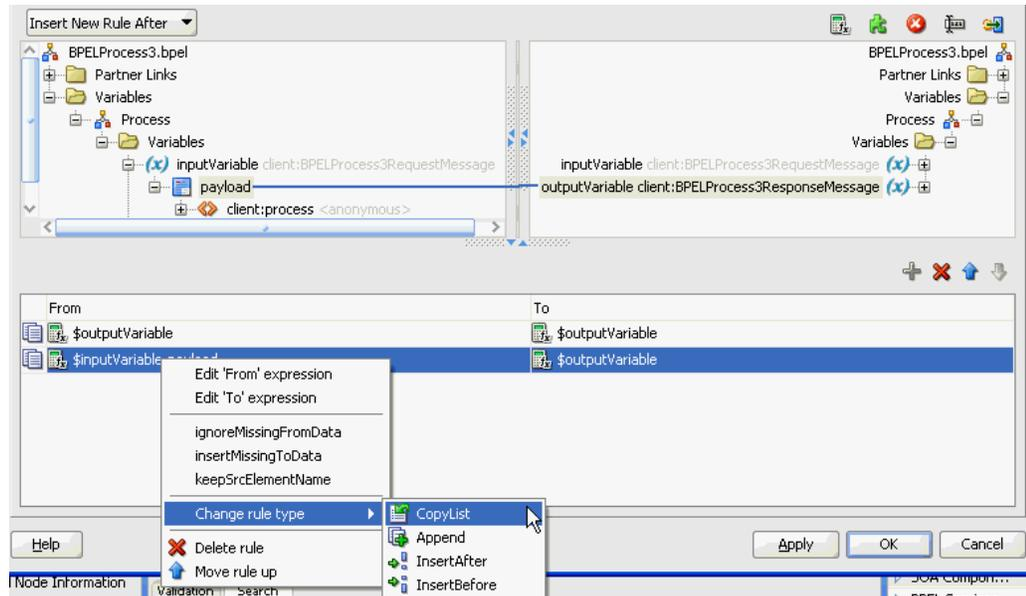 Insert New Rule After
BPELProcess3.bpel
Partner Links
Variables
Process
Variables
inputVariable client:BPELProcess3RequestMessage
payload
client:process <anonymous>
BPELProcess3.bpel
Partner Links
Variables
Process
Variables
inputVariable client:BPELProcess3RequestMessage
outputVariable client:BPELProcess3ResponseMessage
From To
$outputVariable $outputVariable
$inputVariable.payload $outputVariable
Edit 'From' expression
Edit 'To' expression
ignoreMissingFromData
insertMissingToData
keepSrcElementName
Change rule type
Delete rule
Move rule up
CopyList
Append
InsertAfter
InsertBefore
Help Apply OK Cancel
Node Information
Validation Search
SOA Compon...